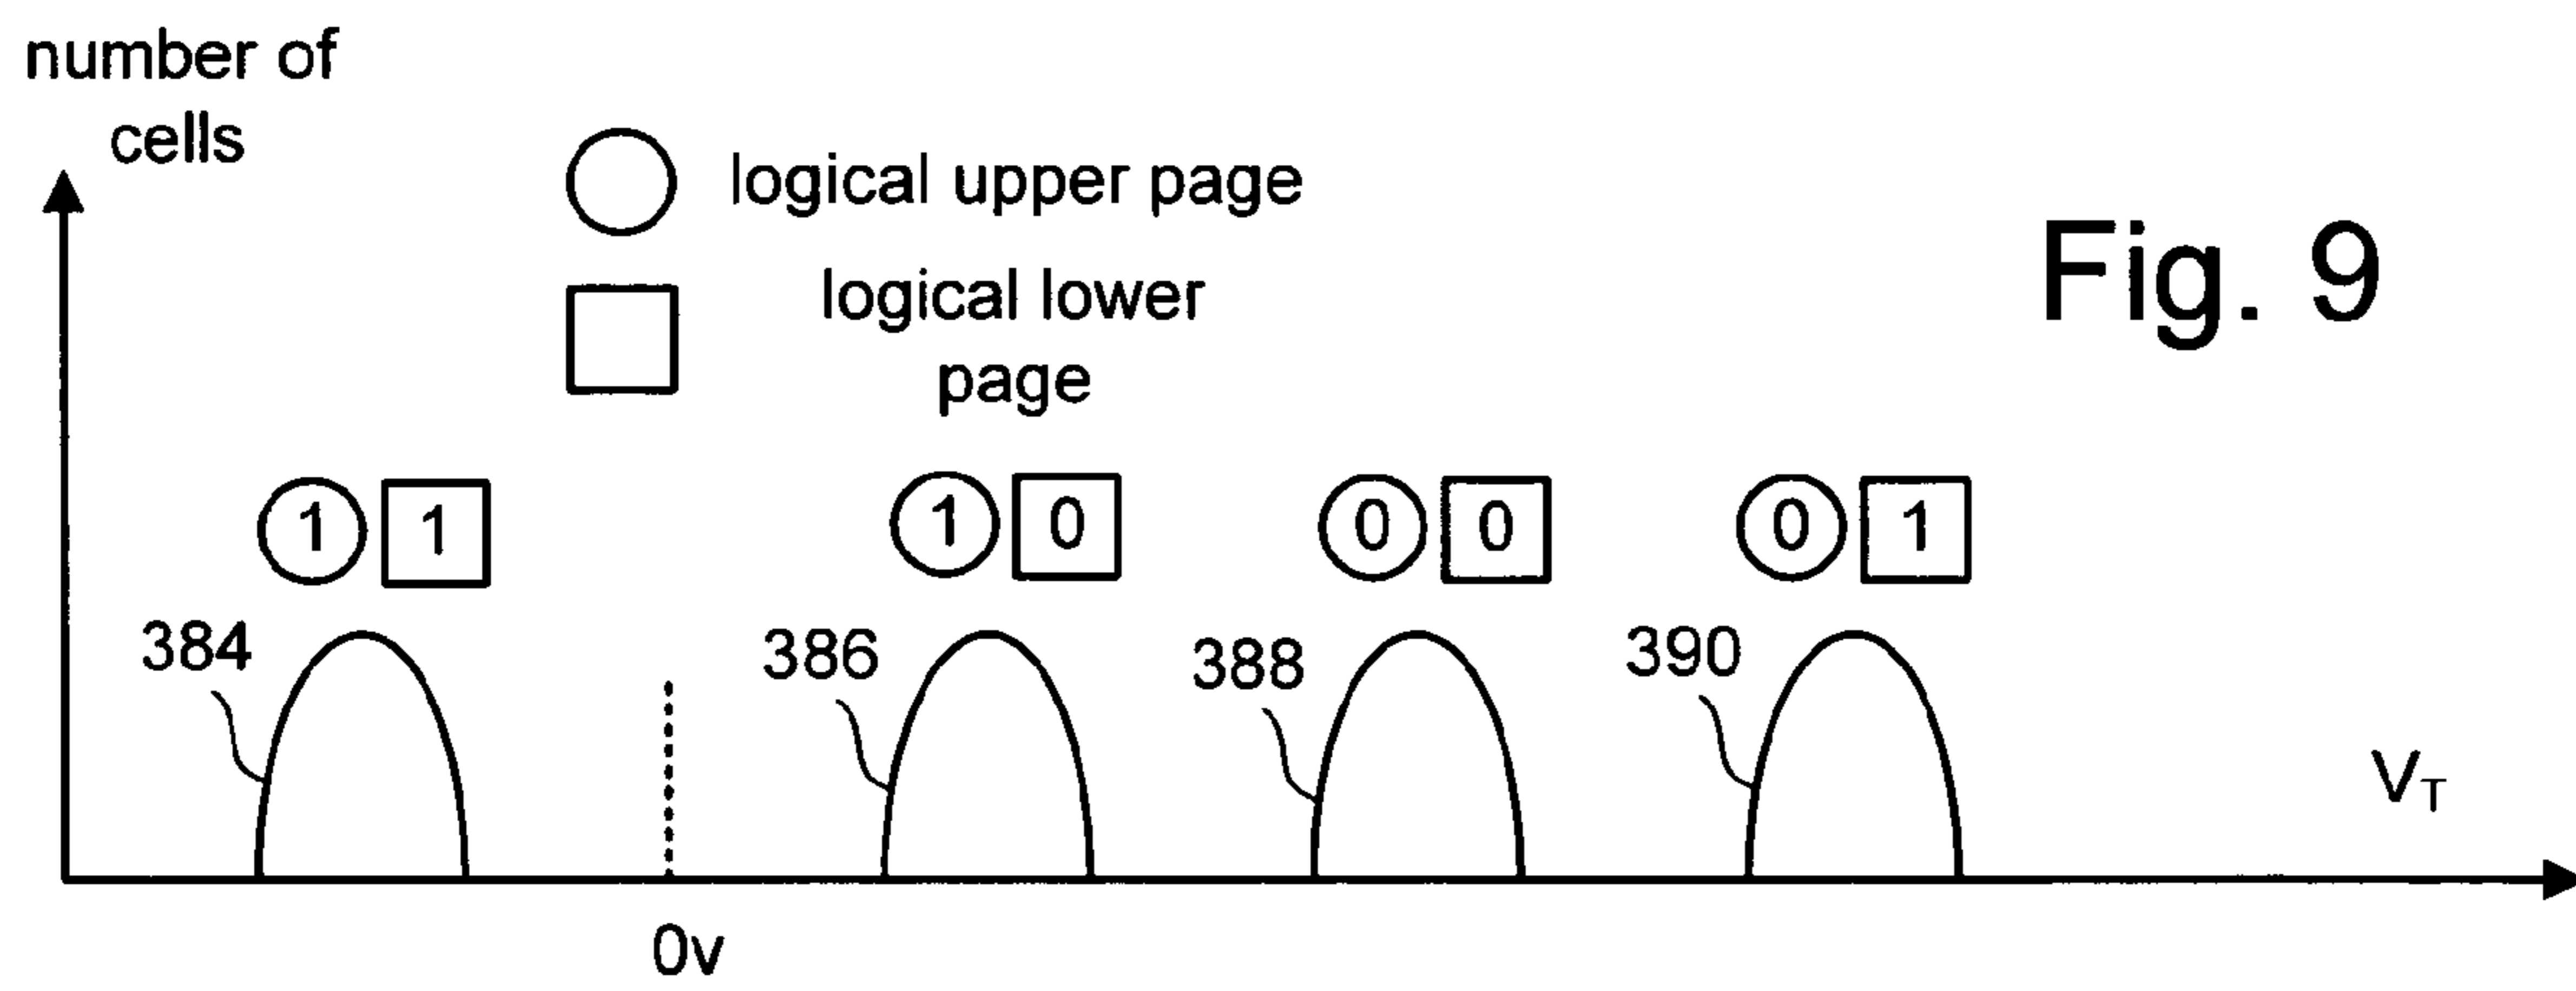 number of
cells
logical upper page
logical lower
page
Fig. 9
1 1
1 0
0 0
0 1
384
386
388
390
V_T
0v